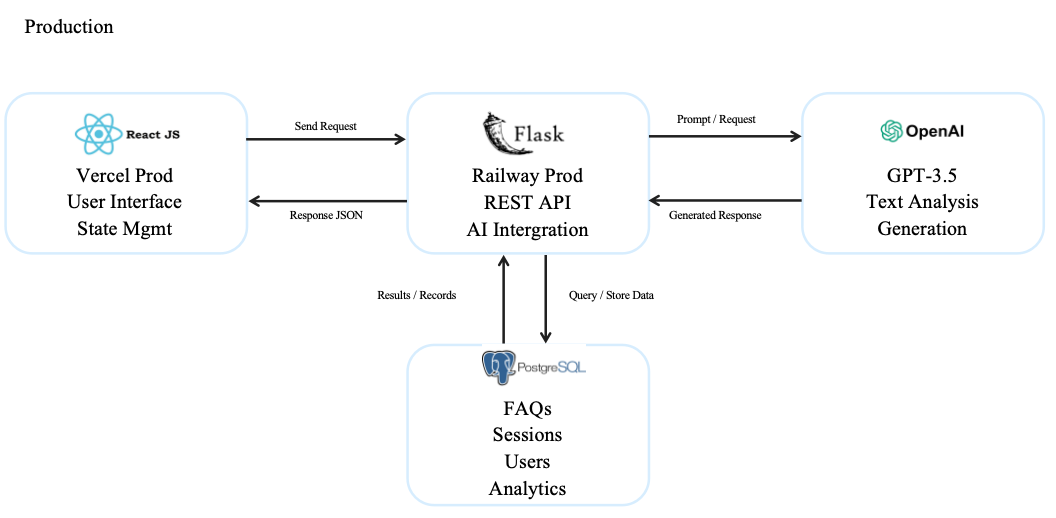 Production
React JS
Vercel Prod
User Interface
State Mgmt
Send Request
Response JSON
Flask
Railway Prod
REST API
AI Intergration
Prompt / Request
Generated Response
OpenAI
GPT-3.5
Text Analysis
Generation
Results / Records
Query / Store Data
PostgreSQL
FAQs
Sessions
Users
Analytics